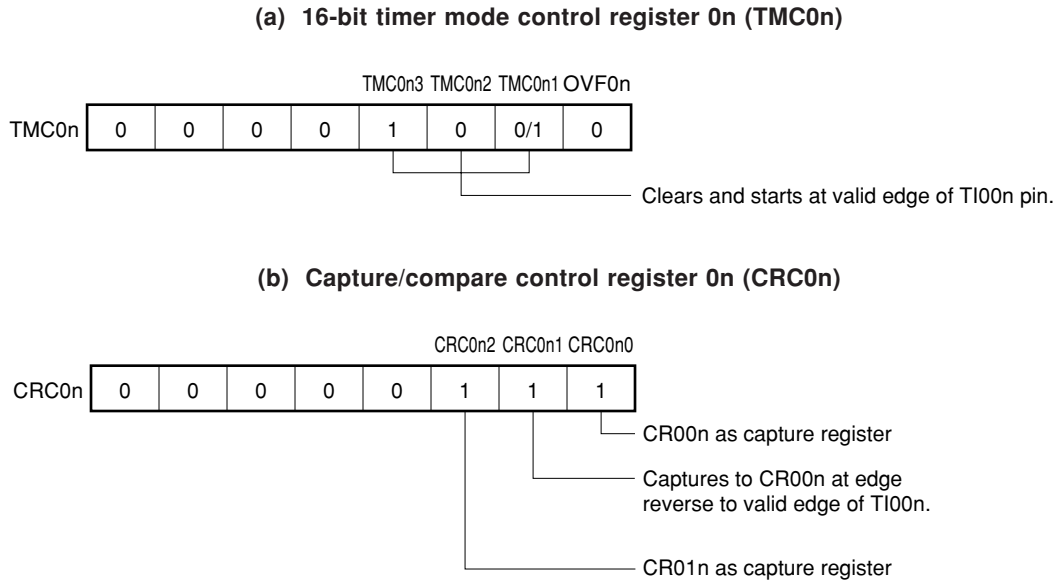 (a) 16-bit timer mode control register 0n (TMC0n)
TMC0n3 TMC0n2 TMC0n1 OVF0n
TMC0n 0 0 0 0 1 0 0/1 0
Clears and starts at valid edge of TI00n pin.
(b) Capture/compare control register 0n (CRC0n)
CRC0n2 CRC0n1 CRC0n0
CRC0n 0 0 0 0 0 1 1 1
CR00n as capture register
Captures to CR00n at edge
reverse to valid edge of TI00n.
CR01n as capture register